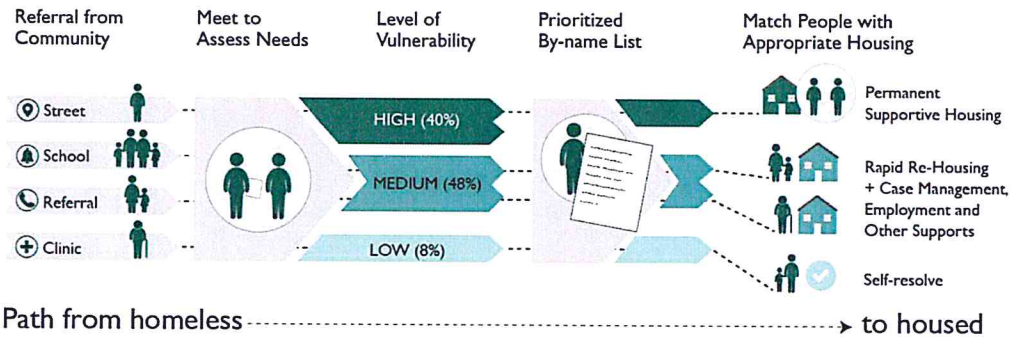 Referral from
Community
Meet to
Assess Needs
Level of
Vulnerability
Prioritized
By-name List
Match People with
Appropriate Housing
Street
School
Referral
Clinic
HIGH (40%)
MEDIUM (48%)
LOW (8%)
Permanent
Supportive Housing
Rapid Re-Housing
+ Case Management,
Employment and
Other Supports
Self-resolve
Path from homeless
to housed